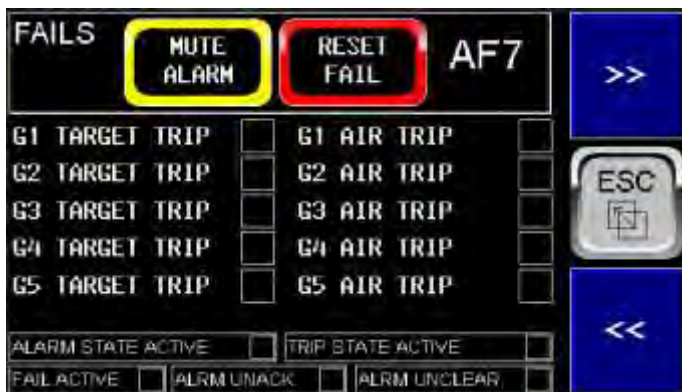 FAILS MUTE ALARM RESET FAIL AF7 >>
G1 TARGET TRIP G1 AIR TRIP
G2 TARGET TRIP G2 AIR TRIP
G3 TARGET TRIP G3 AIR TRIP
G4 TARGET TRIP G4 AIR TRIP
G5 TARGET TRIP G5 AIR TRIP
ESC
<<
ALARM STATE ACTIVE TRIP STATE ACTIVE
FAIL ACTIVE ALRM UNACK ALRM UNCLEAR